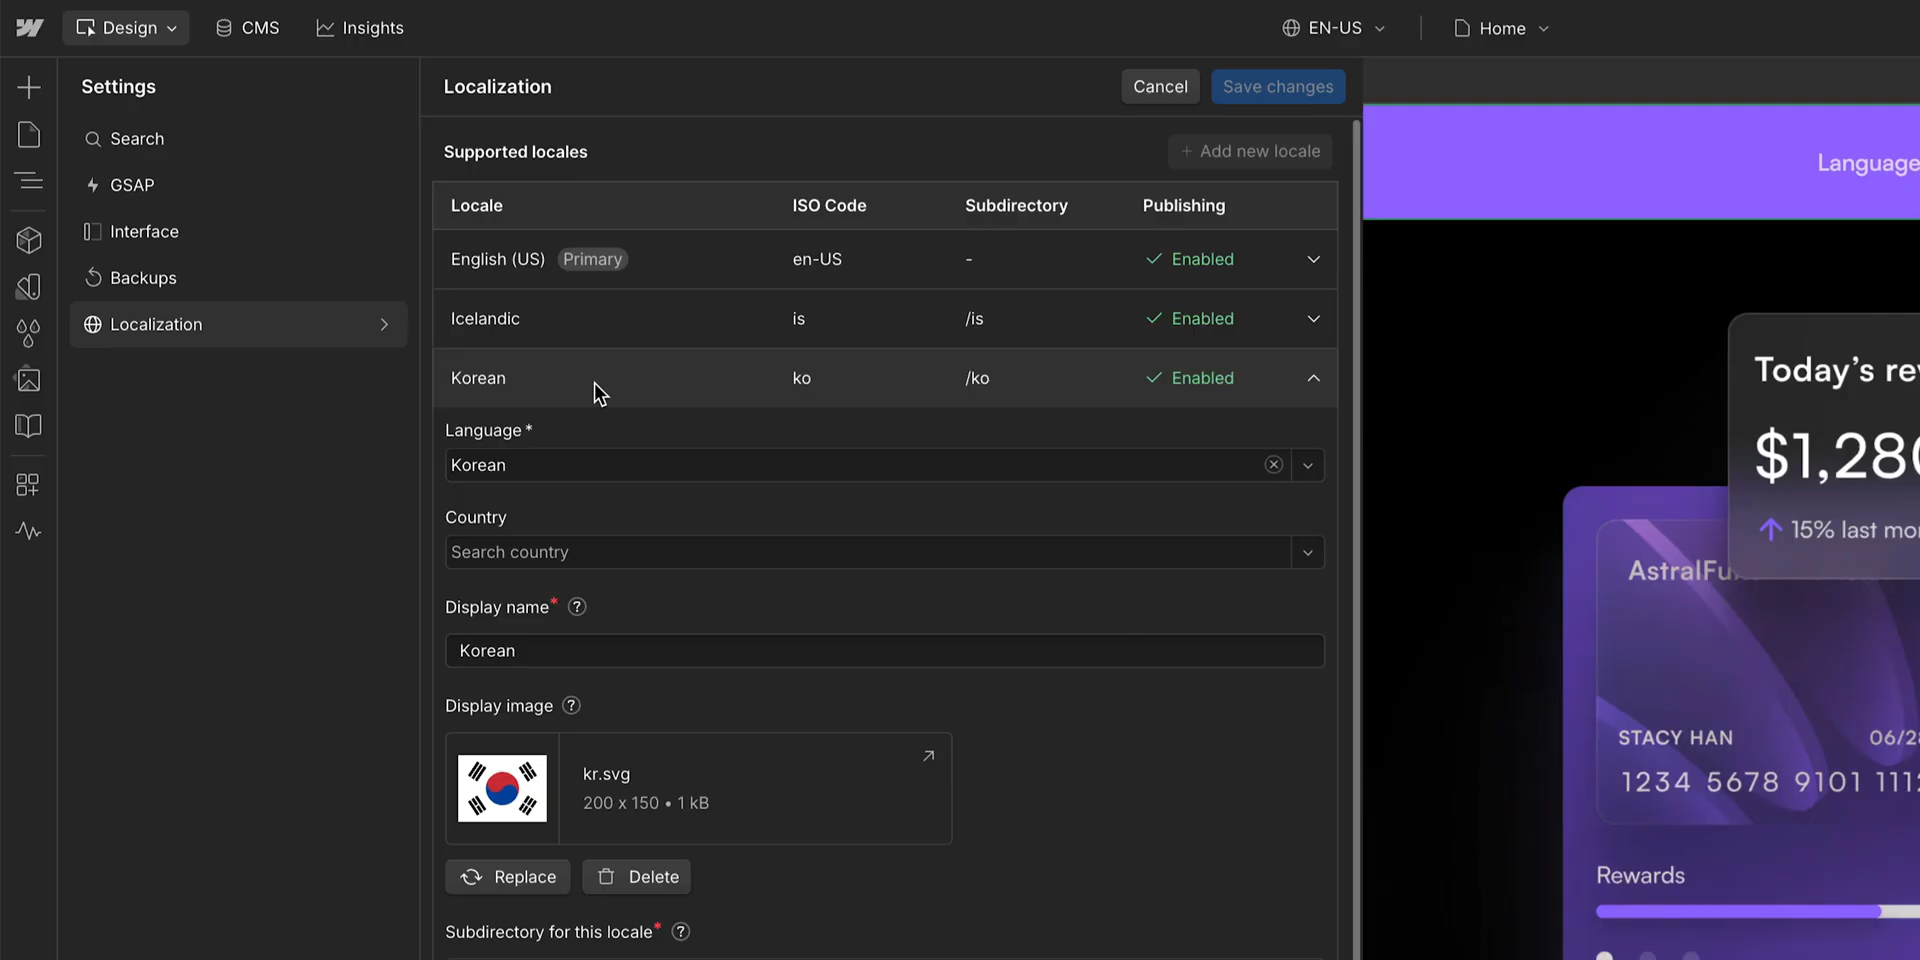 Design
CMS
Insights
EN-US
Home
Settings
Search
GSAP
Interface
Backups
Localization
Localization
Cancel
Save changes
Supported locales
+ Add new locale
Locale ISO Code Subdirectory Publishing
English (US) Primary en-US - Enabled
Icelandic is /is Enabled
Korean ko /ko Enabled
Language *
Korean
Country
Search country
Display name* ?
Korean
Display image ?
kr.svg
200 x 150 • 1 kB
Replace
Delete
Subdirectory for this locale* ?
Language
Today's re
$1,280
15% last mo
AstralFu
STACY HAN 06/28
1234 5678 9101 1112
Rewards